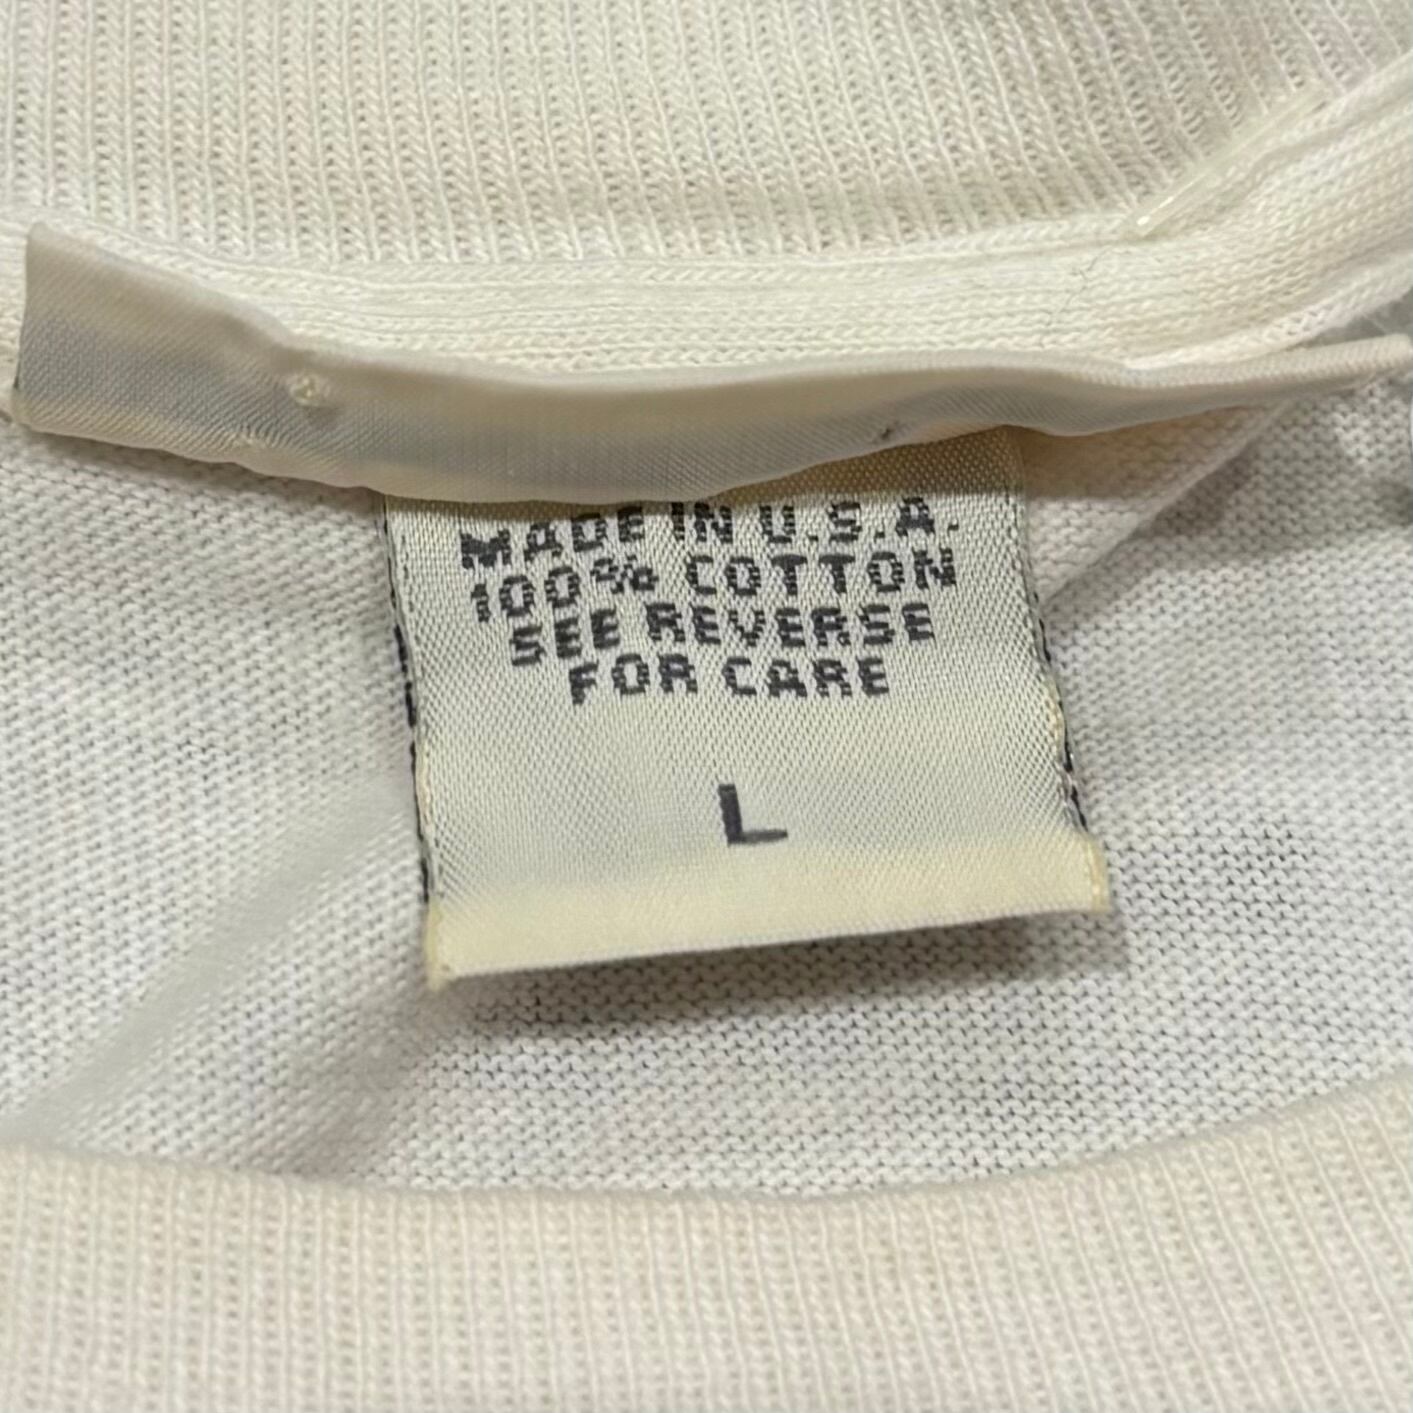 MADE IN U.S.A.
100% COTTON
SEE REVERSE
FOR CARE
L